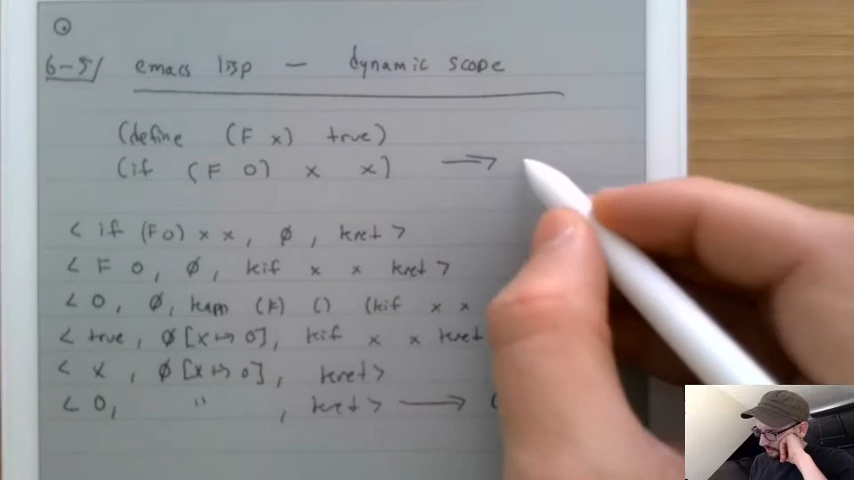 6-5/ emacs lisp — dynamic scope
(define (F x) true)
(if (F 0) x x) →
< if (F 0) x x, ø, kret >
< F 0, ø, kif x x kret >
< 0, ø, kapp (F) () (kif x x
< true, ø[x↦0], kif x x kret
< x, ø[x↦0], kret >
< 0, ", kret > →